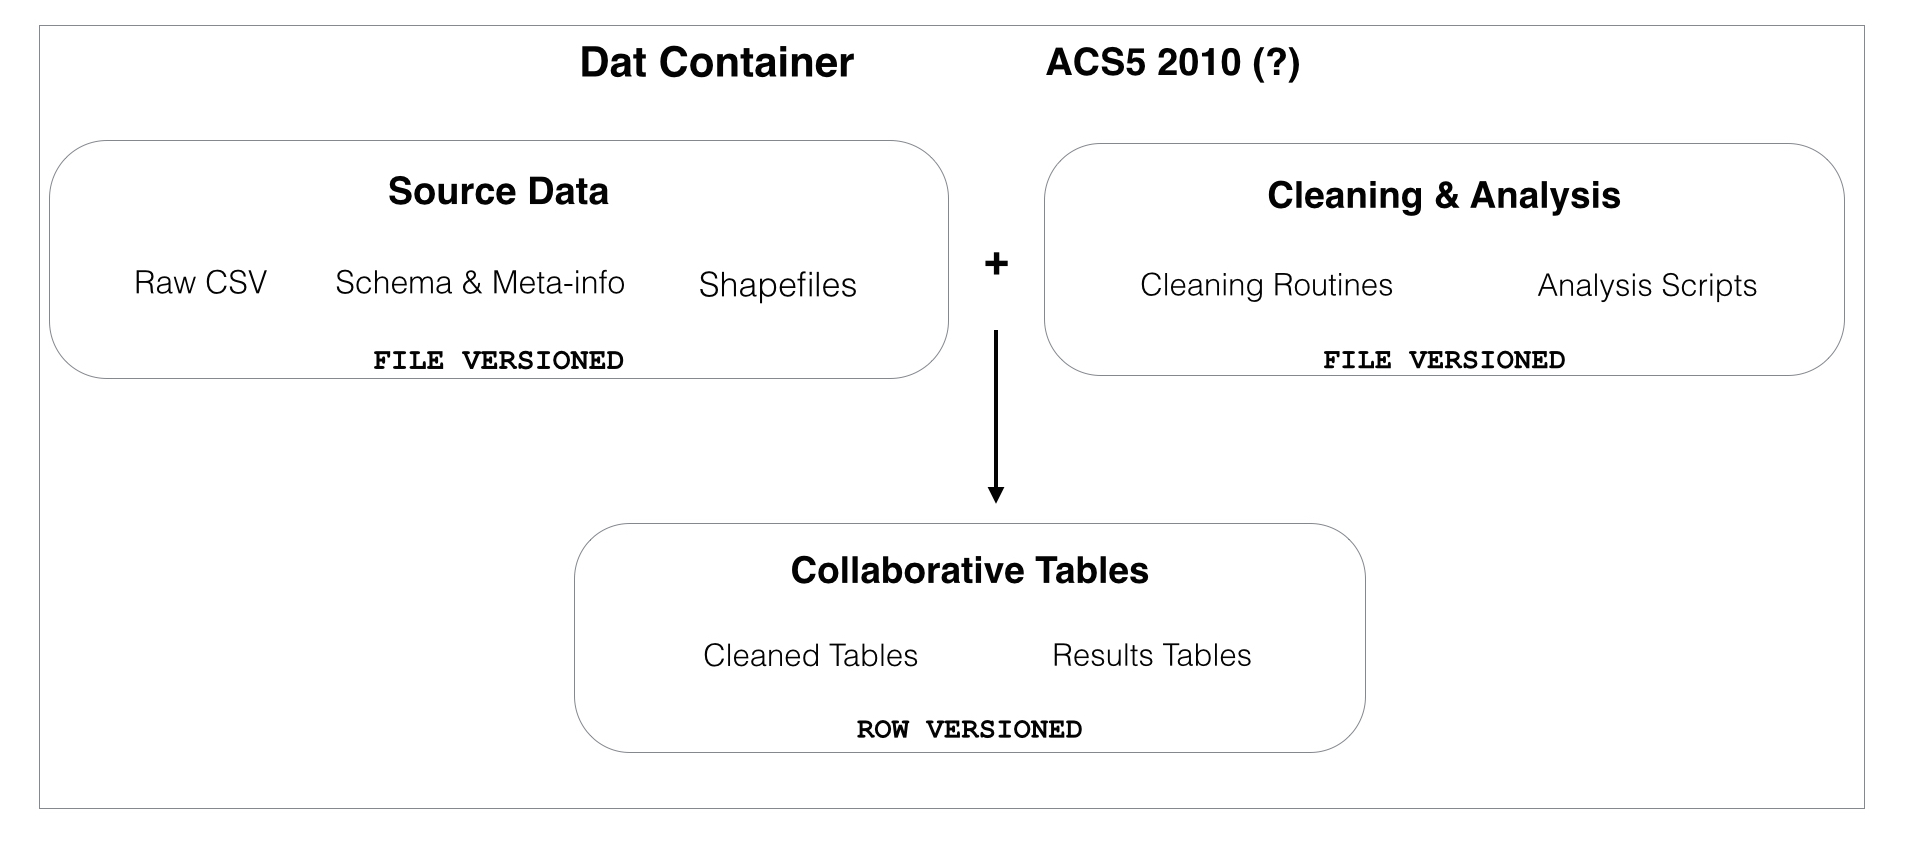 Dat Container ACS5 2010 (?)
Source Data
Raw CSV Schema & Meta-info Shapefiles
FILE VERSIONED
+
Cleaning & Analysis
Cleaning Routines Analysis Scripts
FILE VERSIONED
Collaborative Tables
Cleaned Tables Results Tables
ROW VERSIONED